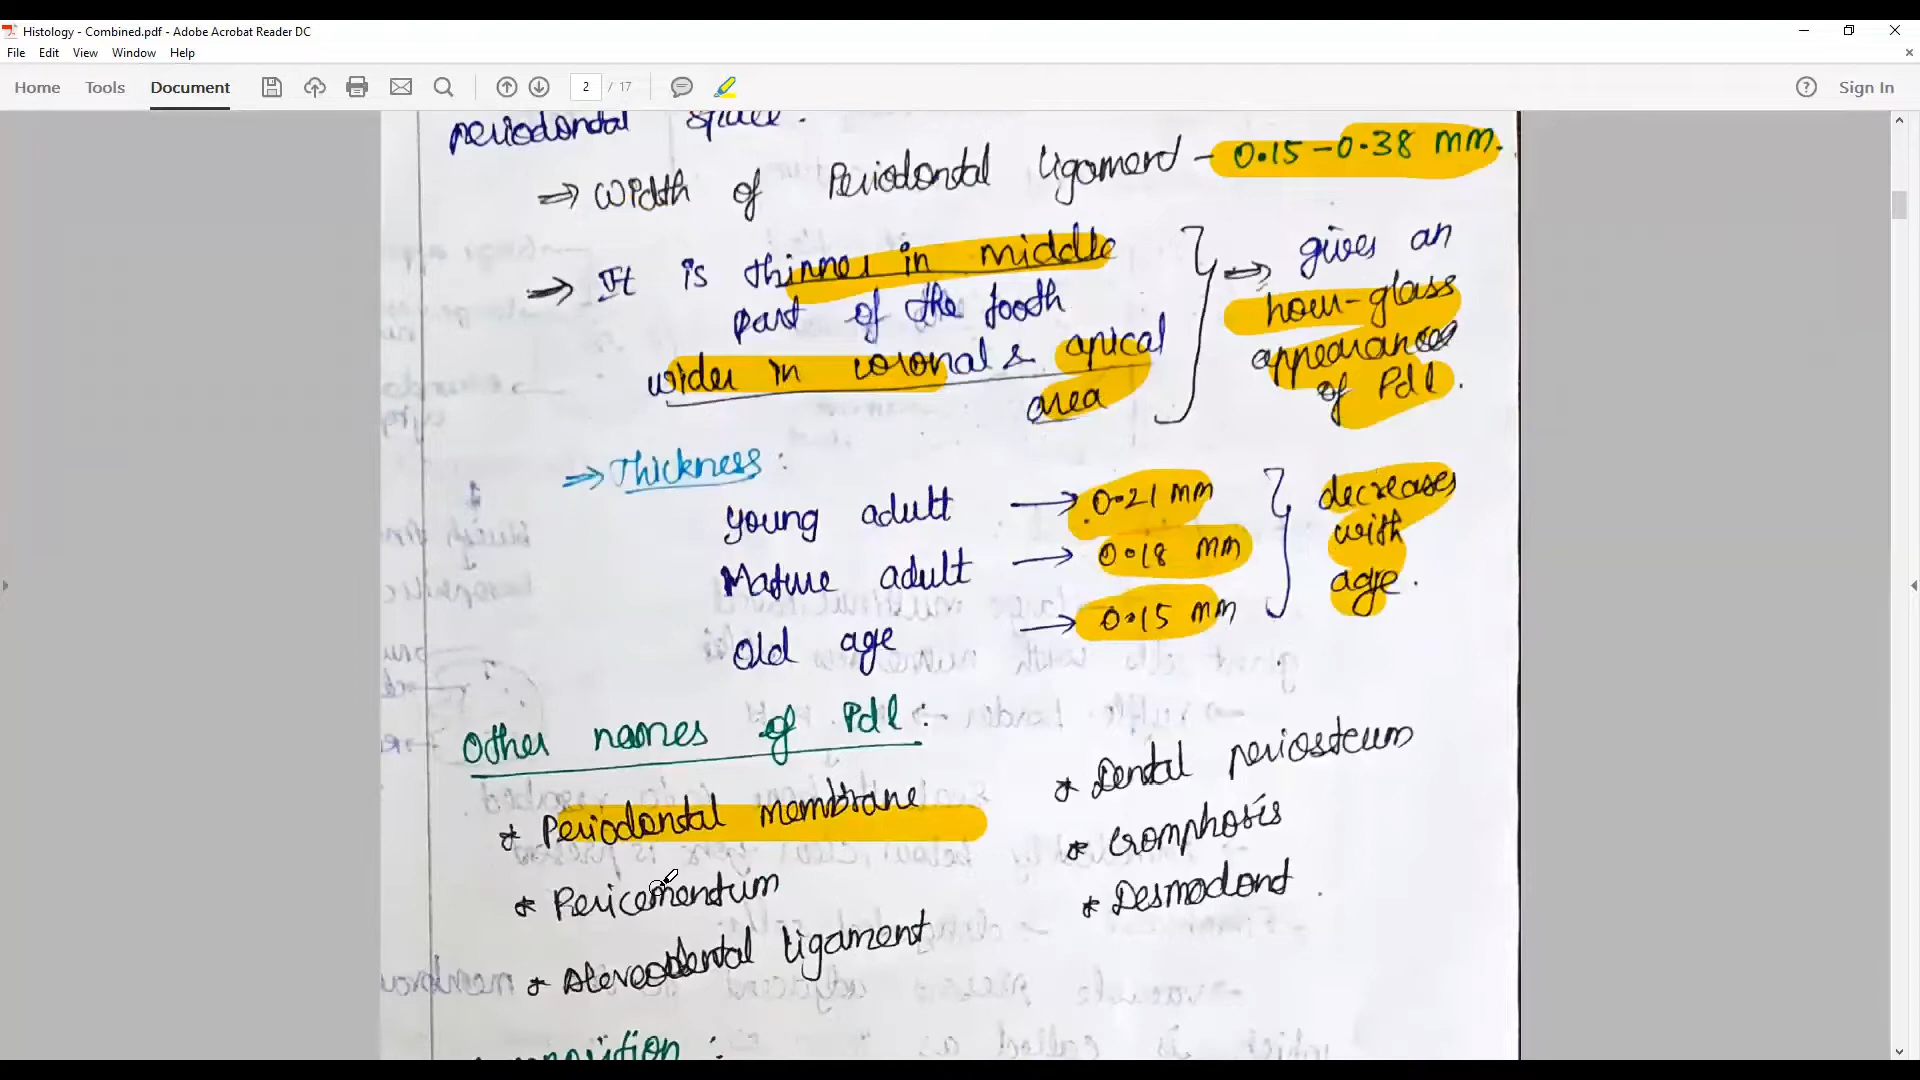 Histology - Combined.pdf - Adobe Acrobat Reader DC
File Edit View Window Help
Home Tools Document 2 / 17 Sign In
periodontal space.
⇒ Width of Periodontal ligament - 0.15 - 0.38 mm.
→ It is thinner in middle
part of the tooth
wider in coronal & apical
area
⇒ gives an
hour-glass
appearance
of Pdl.
⇒ Thickness:
young adult → 0.21 mm
Mature adult → 0.18 mm
old age → 0.15 mm
decreases
with
age.
Other names of Pdl:
* Periodontal membrane
* Pericementum
* Alveodental ligament
* Dental periosteum
* Gomphosis
* Desmodont.